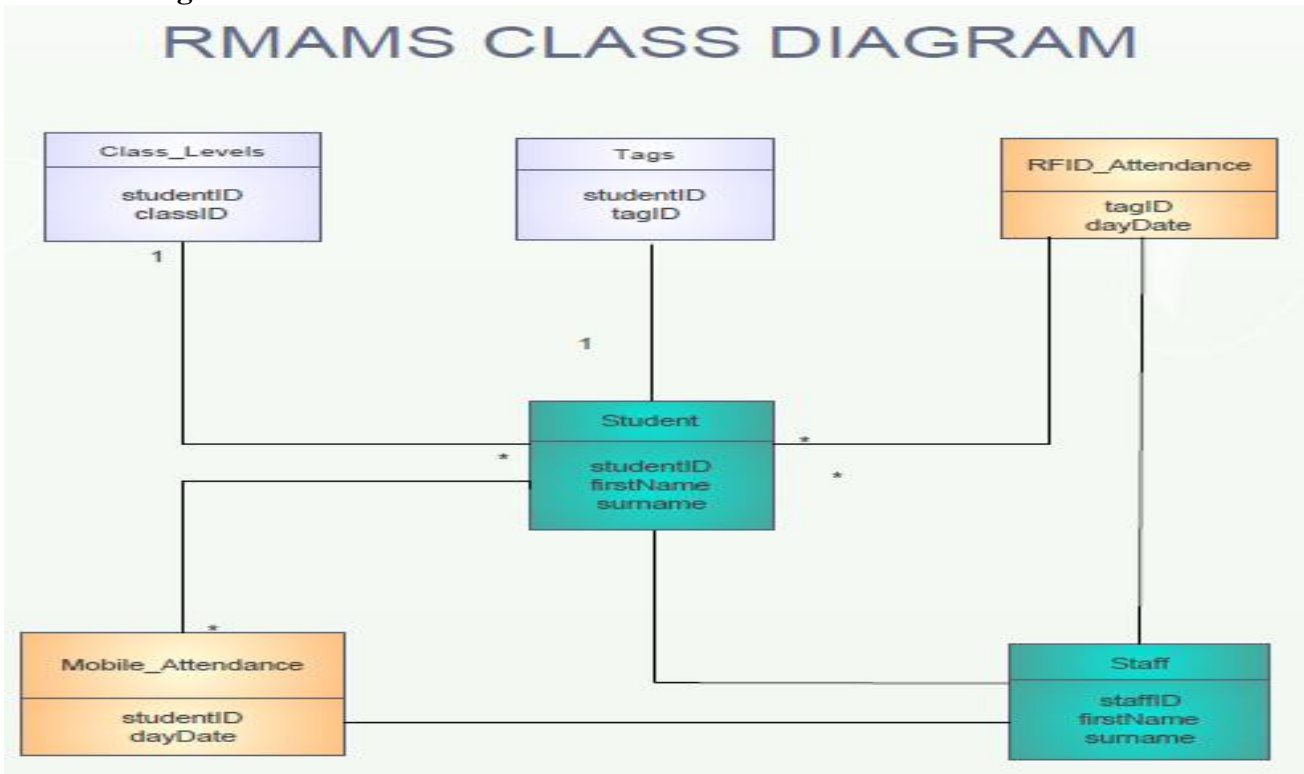 RMAMS CLASS DIAGRAM
Class_Levels
studentID
classID
1
Tags
studentID
tagID
1
RFID_Attendance
tagID
dayDate
Student
studentID
firstName
surname
*
*
*
*
Mobile_Attendance
studentID
dayDate
Staff
staffID
firstName
surname